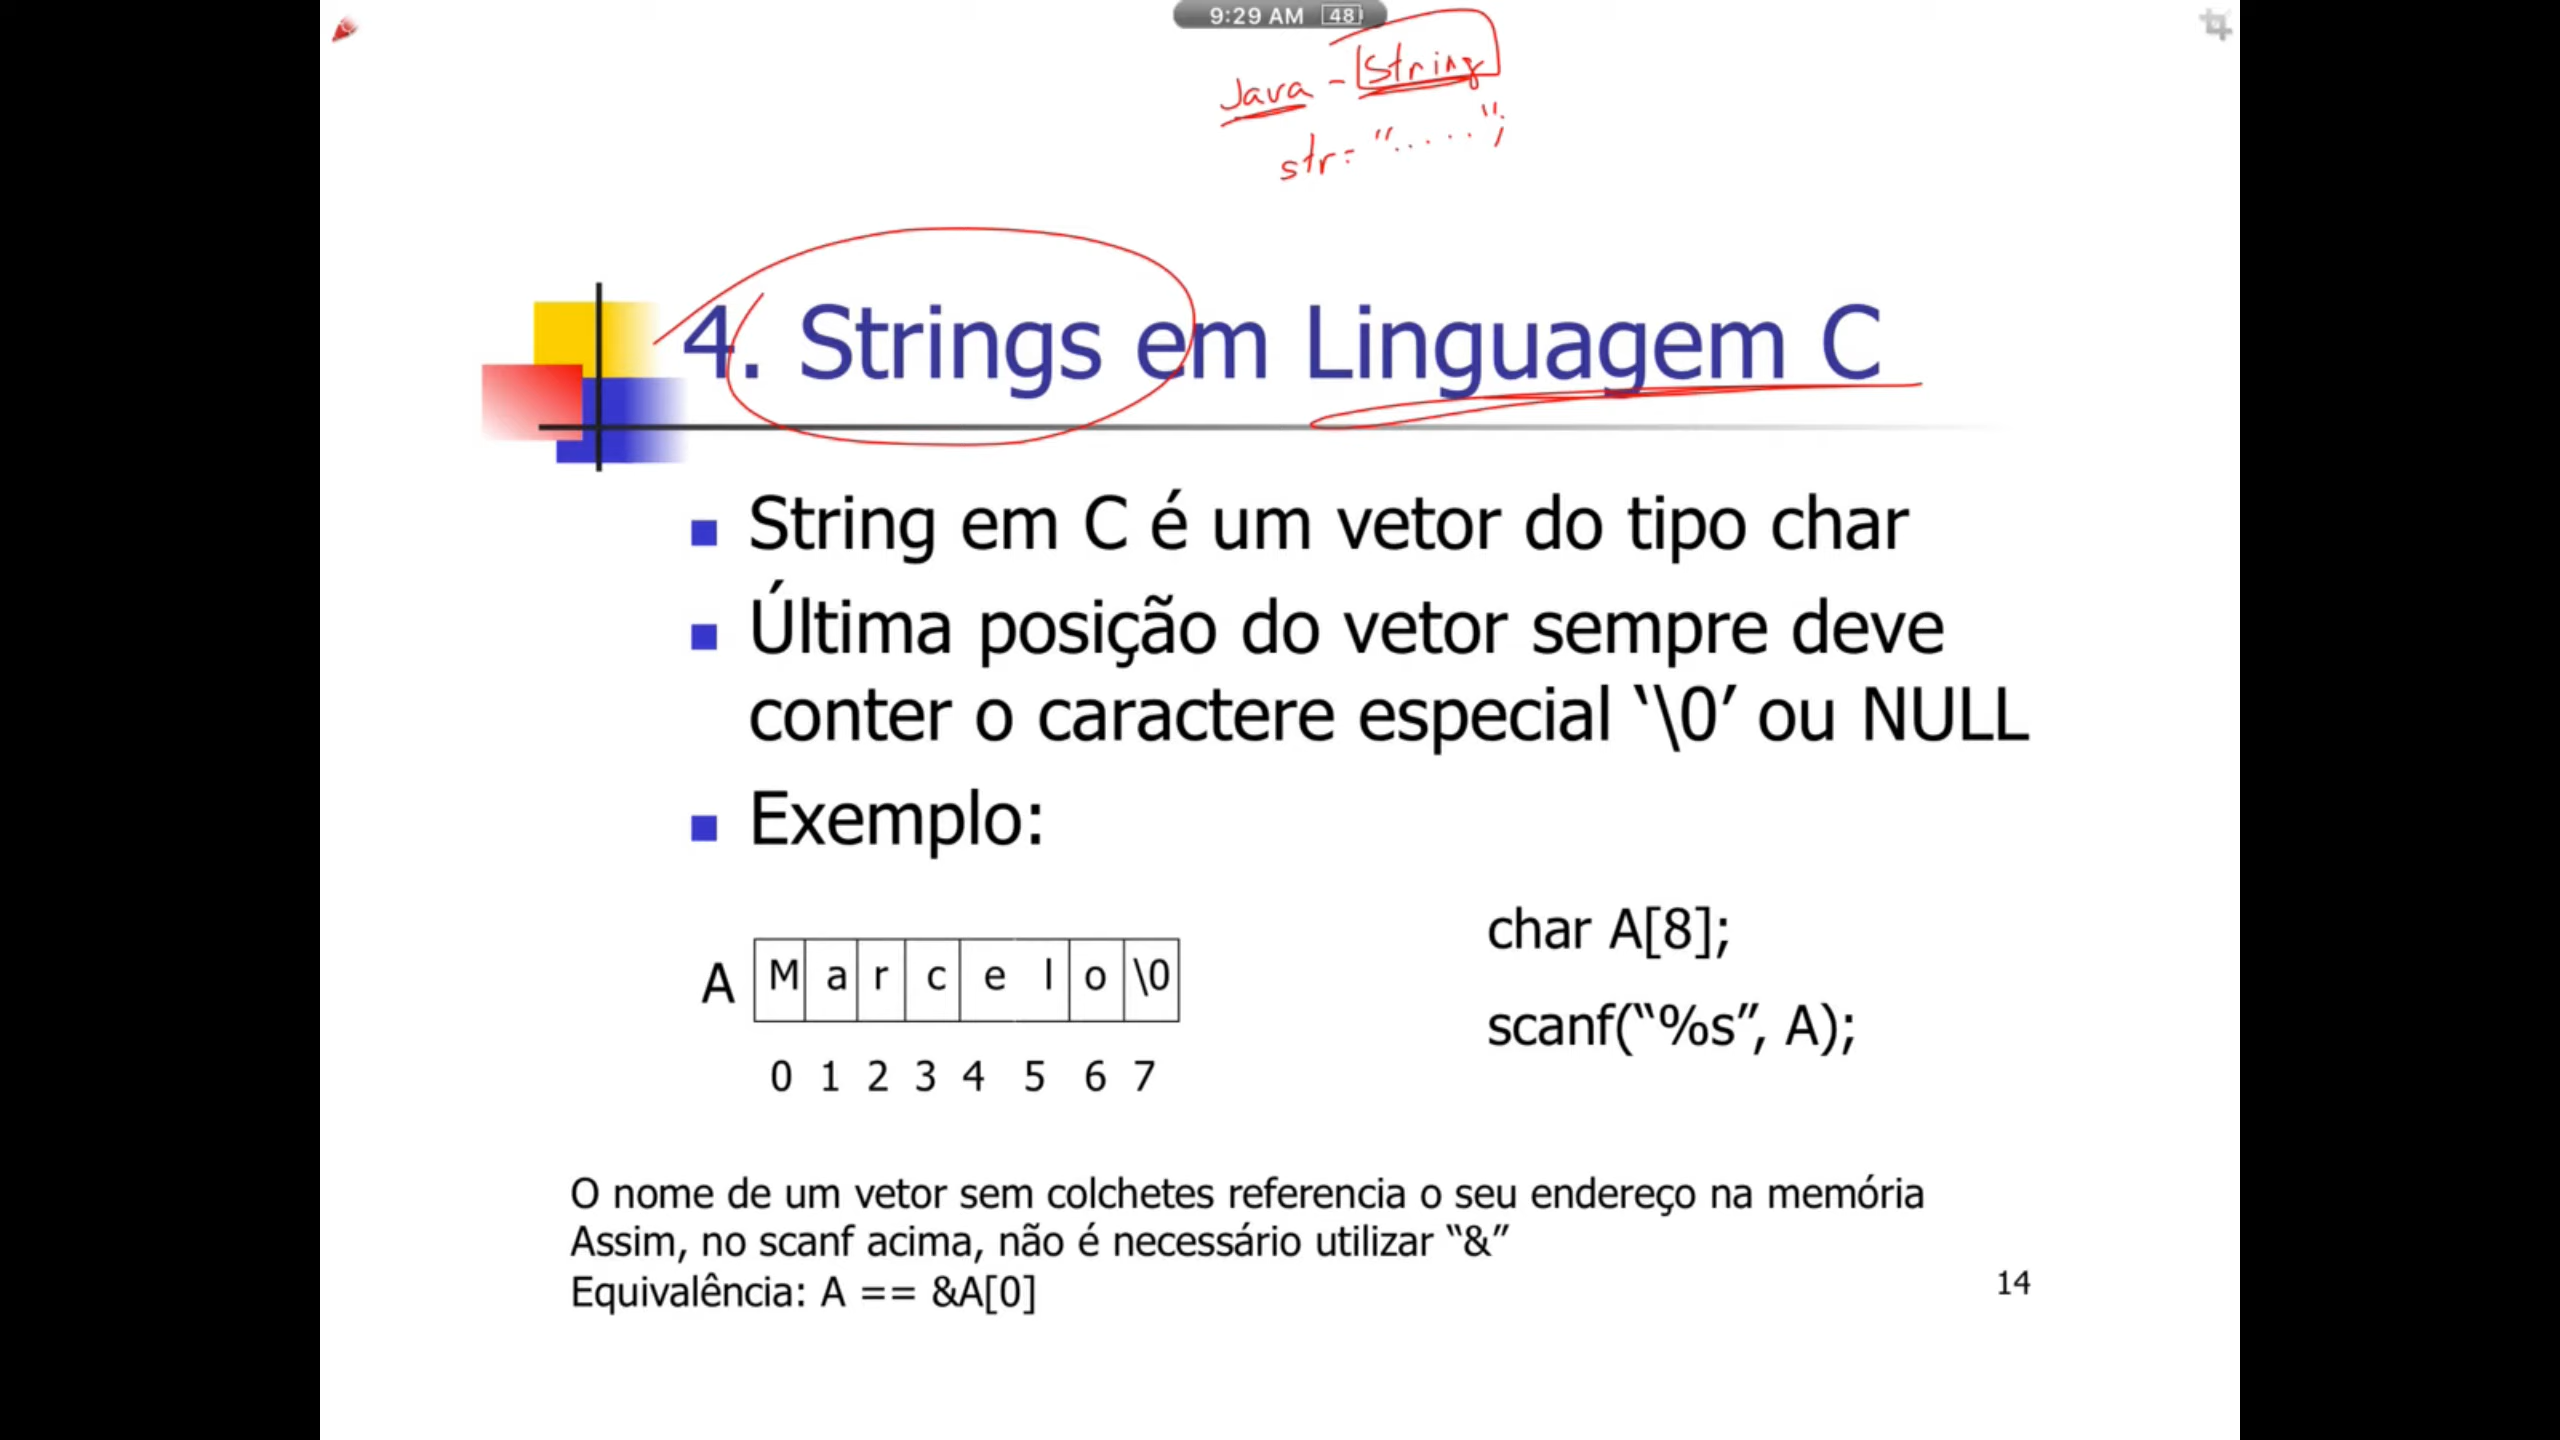 9:29 AM 48
Java - String
str = ".....";
4. Strings em Linguagem C
String em C é um vetor do tipo char
Última posição do vetor sempre deve
conter o caractere especial ‘\0’ ou NULL
Exemplo:
char A[8];
A M a r c e l o \0
scanf(“%s”, A);
0 1 2 3 4 5 6 7
O nome de um vetor sem colchetes referencia o seu endereço na memória
Assim, no scanf acima, não é necessário utilizar “&”
Equivalência: A == &A[0]
14